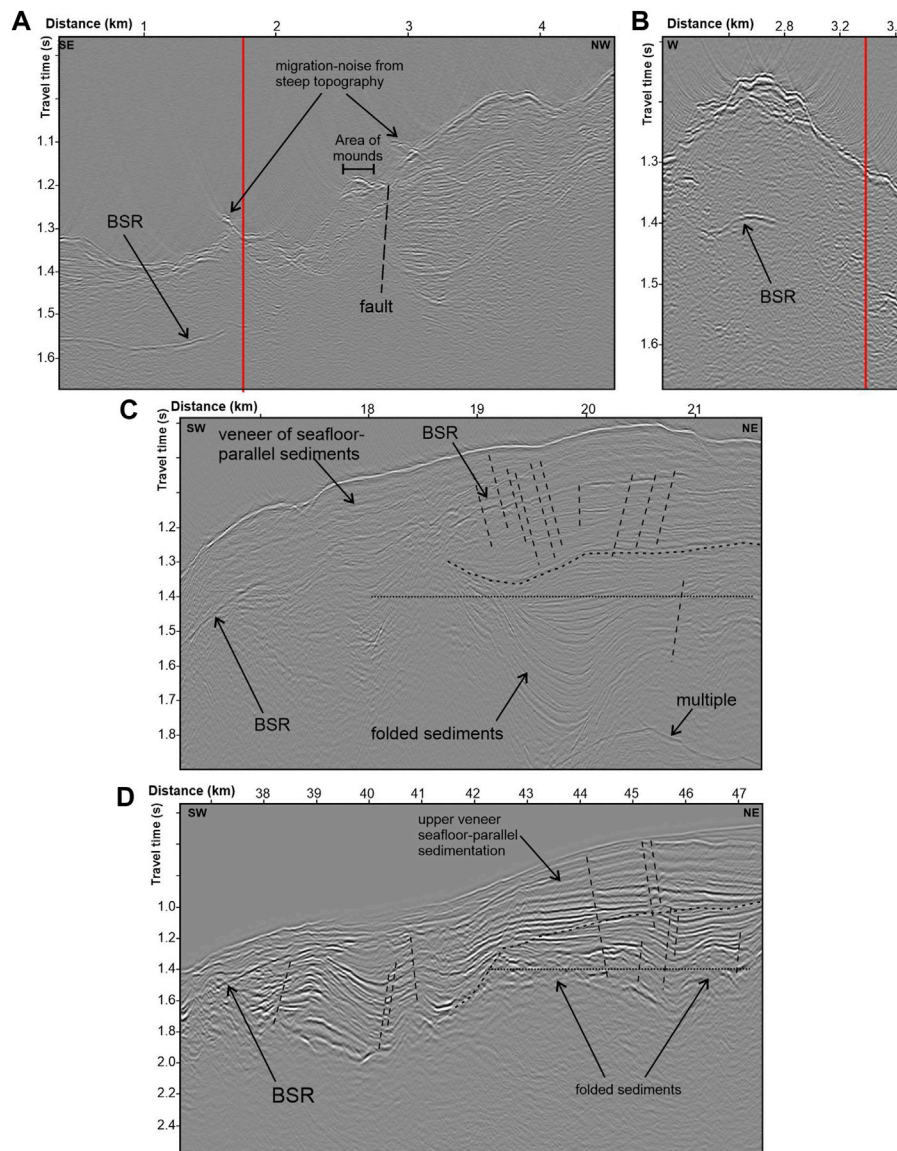 A
Distance (km)
1
2
3
4
SE
NW
Travel time (s)
1.1
1.2
1.3
1.4
1.5
1.6
migration-noise from
steep topography
Area of
mounds
BSR
fault
B
Distance (km)
2.8
3.2
3.
W
Travel time (s)
1.3
1.4
1.5
1.6
BSR
C
Distance (km)
18
19
20
21
SW
NE
Travel time (s)
1.2
1.3
1.4
1.5
1.6
1.7
1.8
veneer of seafloor-
parallel sediments
BSR
BSR
folded sediments
multiple
D
Distance (km)
38
39
40
41
42
43
44
45
46
47
SW
NE
Travel time (s)
1.0
1.2
1.4
1.6
1.8
2.0
2.2
2.4
upper veneer
seafloor-parallel
sedimentation
BSR
folded sediments